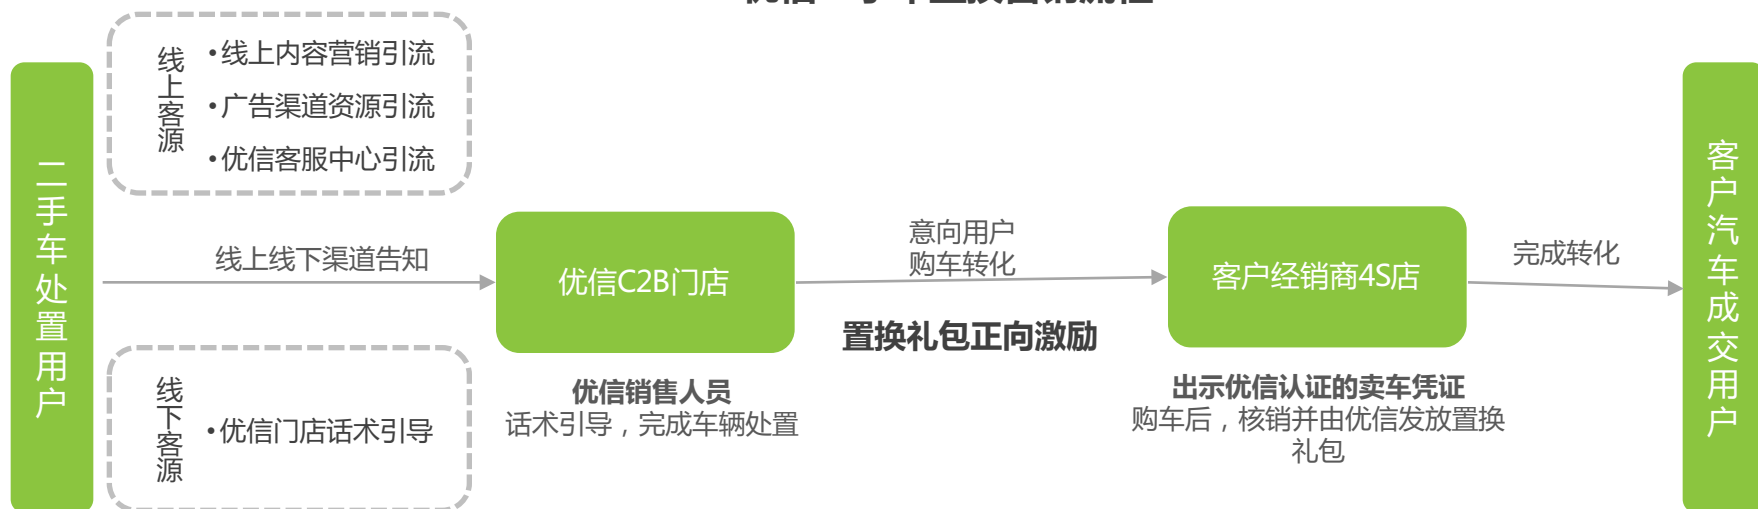 二手车处置用户
线上客源
•线上内容营销引流
•广告渠道资源引流
•优信客服中心引流
线上线下渠道告知
线下客源
•优信门店话术引导
优信C2B门店
优信销售人员
话术引导，完成车辆处置
意向用户
购车转化
置换礼包正向激励
客户经销商4S店
出示优信认证的卖车凭证
购车后，核销并由优信发放置换
礼包
完成转化
客户汽车成交用户